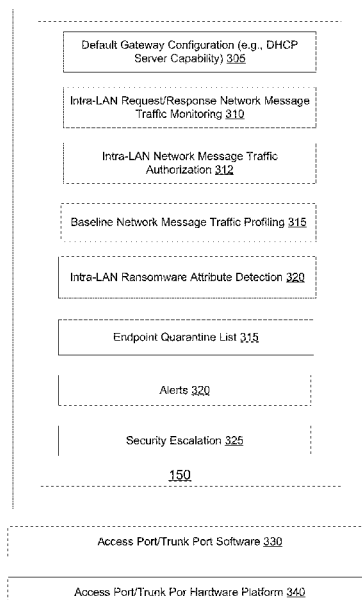 Default Gateway Configuration (e.g., DHCP
Server Capability) 305
Intra-LAN Request/Response Network Message
Traffic Monitoring 310
Intra-LAN Network Message Traffic
Authorization 312
Baseline Network Message Traffic Profiling 315
Intra-LAN Ransomware Attribute Detection 320
Endpoint Quarantine List 315
Alerts 320
Security Escalation 325
150
Access Port/Trunk Port Software 330
Access Port/Trunk Por Hardware Platform 340